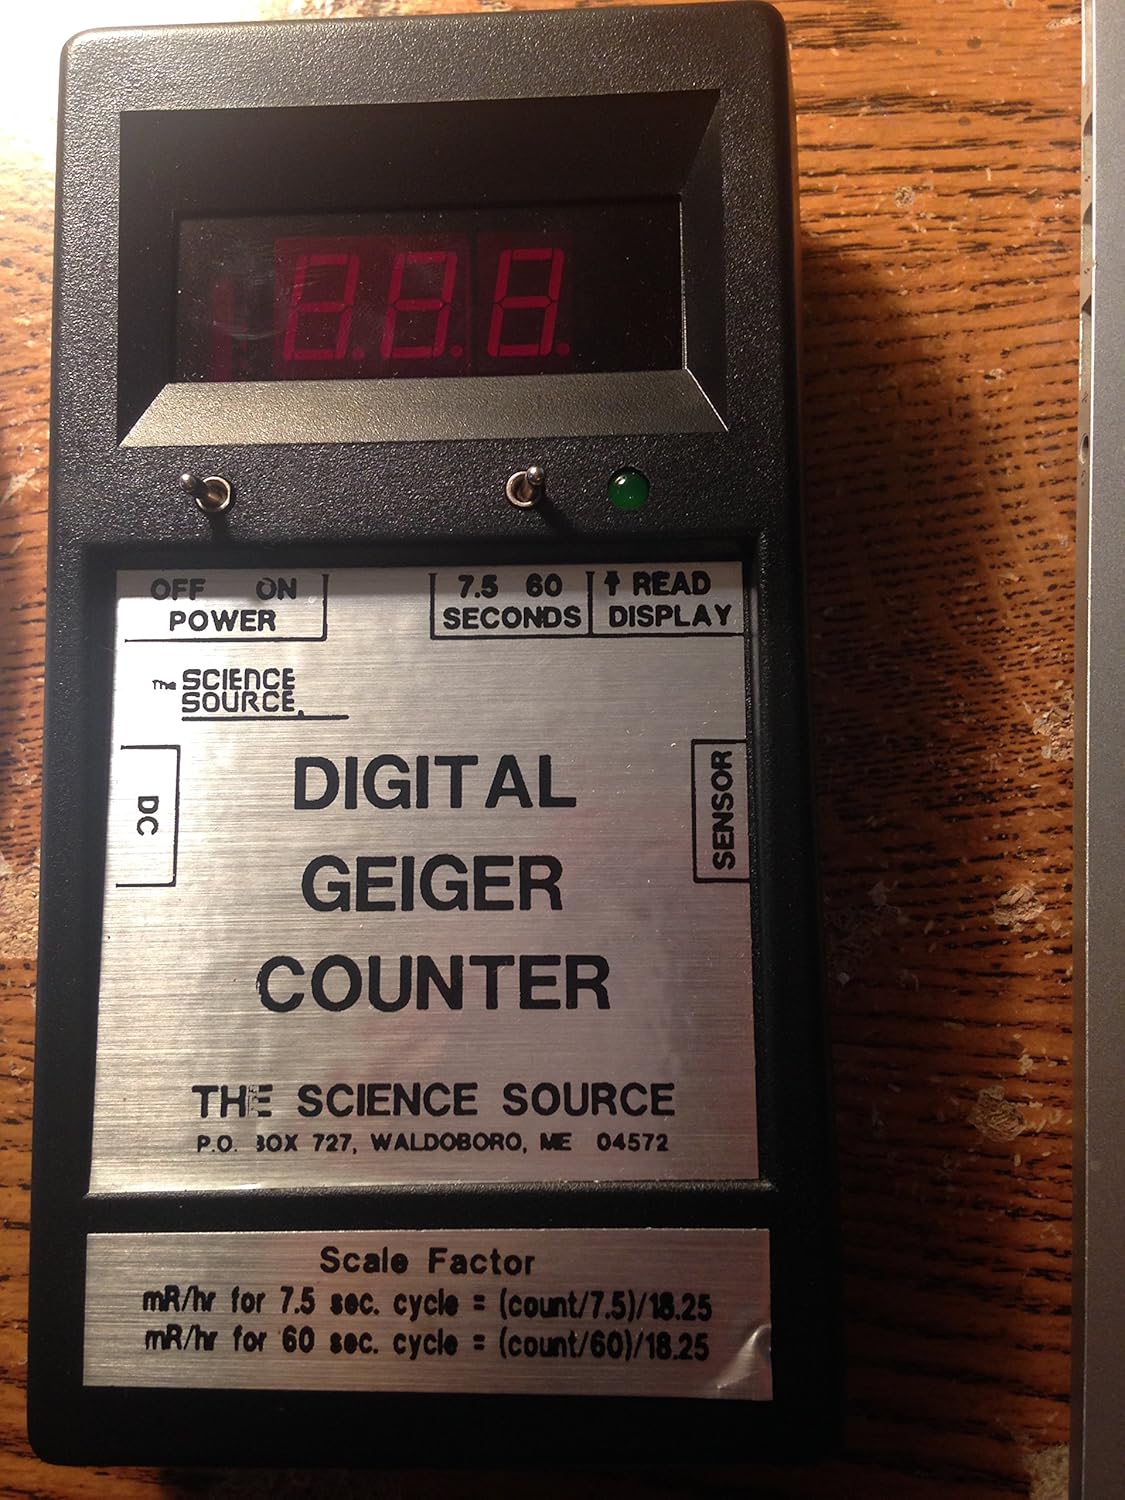 OFF ON
POWER
7.5 60
SECONDS
↑ READ
DISPLAY
The SCIENCE
SOURCE.
DC
SENSOR
DIGITAL
GEIGER
COUNTER
THE SCIENCE SOURCE
P.O. BOX 727, WALDOBORO, ME 04572
Scale Factor
mR/hr for 7.5 sec. cycle = (count/7.5)/18.25
mR/hr for 60 sec. cycle = (count/60)/18.25